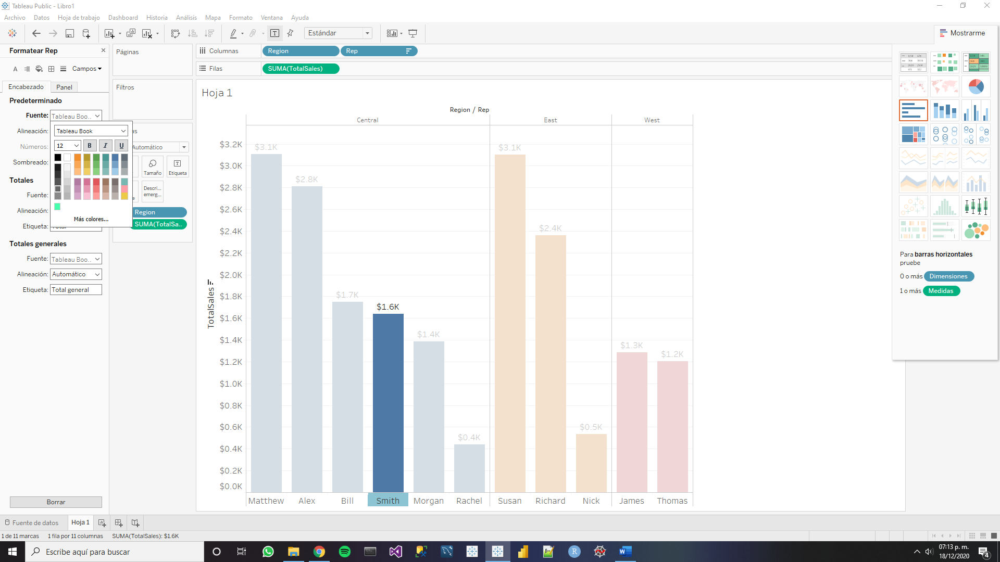 Tableau Public - Libro1
Archivo Datos Hoja de trabajo Dashboard Historia Análisis Mapa Formato Ventana Ayuda
Estándar
Mostrarme
Formatear Rep
Campos
Encabezado Panel
Predeterminado
Fuente: Tableau Boo..
Alineación:
Números:
Sombreado:
Tableau Book
12 B I U
Más colores...
Totales
Fuente:
Alineación:
Etiqueta:
Totales generales
Fuente: Tableau Boo..
Alineación: Automático
Etiqueta: Total general
Borrar
Páginas
Filtros
Automático
Tamaño
Etiqueta
Descri...
emerg...
Region
SUMA(TotalSa..
Columnas Region Rep
Filas SUMA(TotalSales)
Hoja 1
Region / Rep
Central East West
TotalSales
$3.2K
$3.0K
$2.8K
$2.6K
$2.4K
$2.2K
$2.0K
$1.8K
$1.6K
$1.4K
$1.2K
$1.0K
$0.8K
$0.6K
$0.4K
$0.2K
$0.0K
$3.1K
$2.8K
$1.7K
$1.6K
$1.4K
$0.4K
$3.1K
$2.4K
$0.5K
$1.3K
$1.2K
Matthew Alex Bill Smith Morgan Rachel Susan Richard Nick James Thomas
Para barras horizontales
pruebe
0 o más Dimensiones
1 o más Medidas
Fuente de datos Hoja 1
1 de 11 marcas 1 fila por 11 columnas SUMA(TotalSales): $1.6K
Escribe aquí para buscar
07:13 p. m.
18/12/2020
4